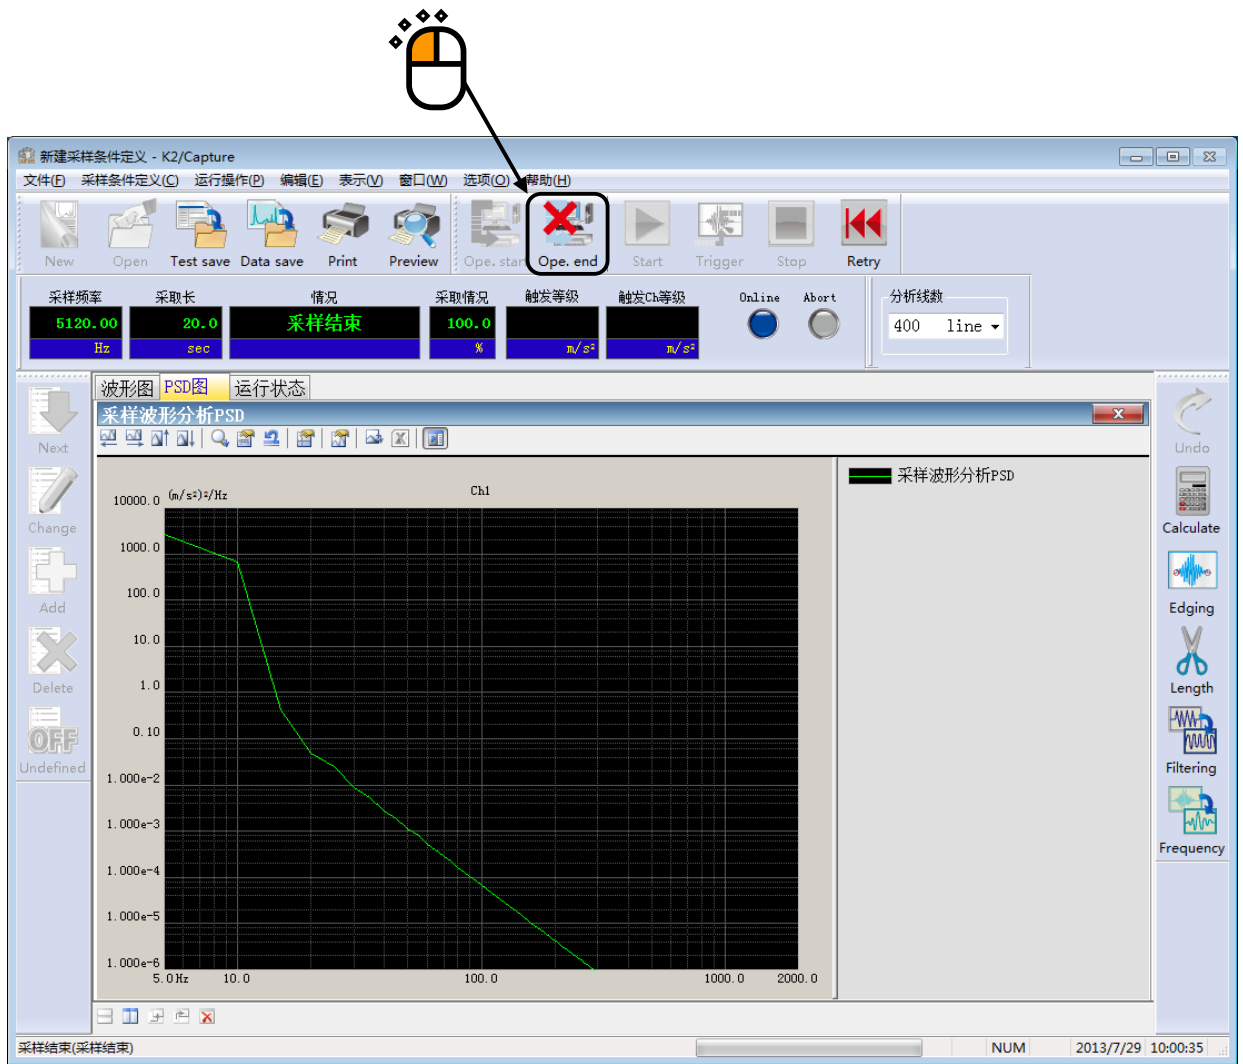 新建采样条件定义 - K2/Capture
文件(F) 采样条件定义(C) 运行操作(P) 编辑(E) 表示(V) 窗口(W) 选项(O) 帮助(H)
New Open Test save Data save Print Preview Ope. start Ope. end Start Trigger Stop Retry
采样频率 采取长 情况 采取情况 触发等级 触发Ch等级 Online Abort 分析线数
5120.00 20.0 采样结束 100.0 400 line
Hz sec % m/s² m/s²
波形图 PSD图 运行状态
采样波形分析PSD
Next
Change
Add
Delete
OFF
Undefined
Ch1
(m/s²)²/Hz
10000.0
1000.0
100.0
10.0
1.0
0.10
1.000e-2
1.000e-3
1.000e-4
1.000e-5
1.000e-6
5.0Hz 10.0 100.0 1000.0 2000.0
采样波形分析PSD
Undo
Calculate
Edging
Length
Filtering
Frequency
采样结束(采样结束) NUM 2013/7/29 10:00:35